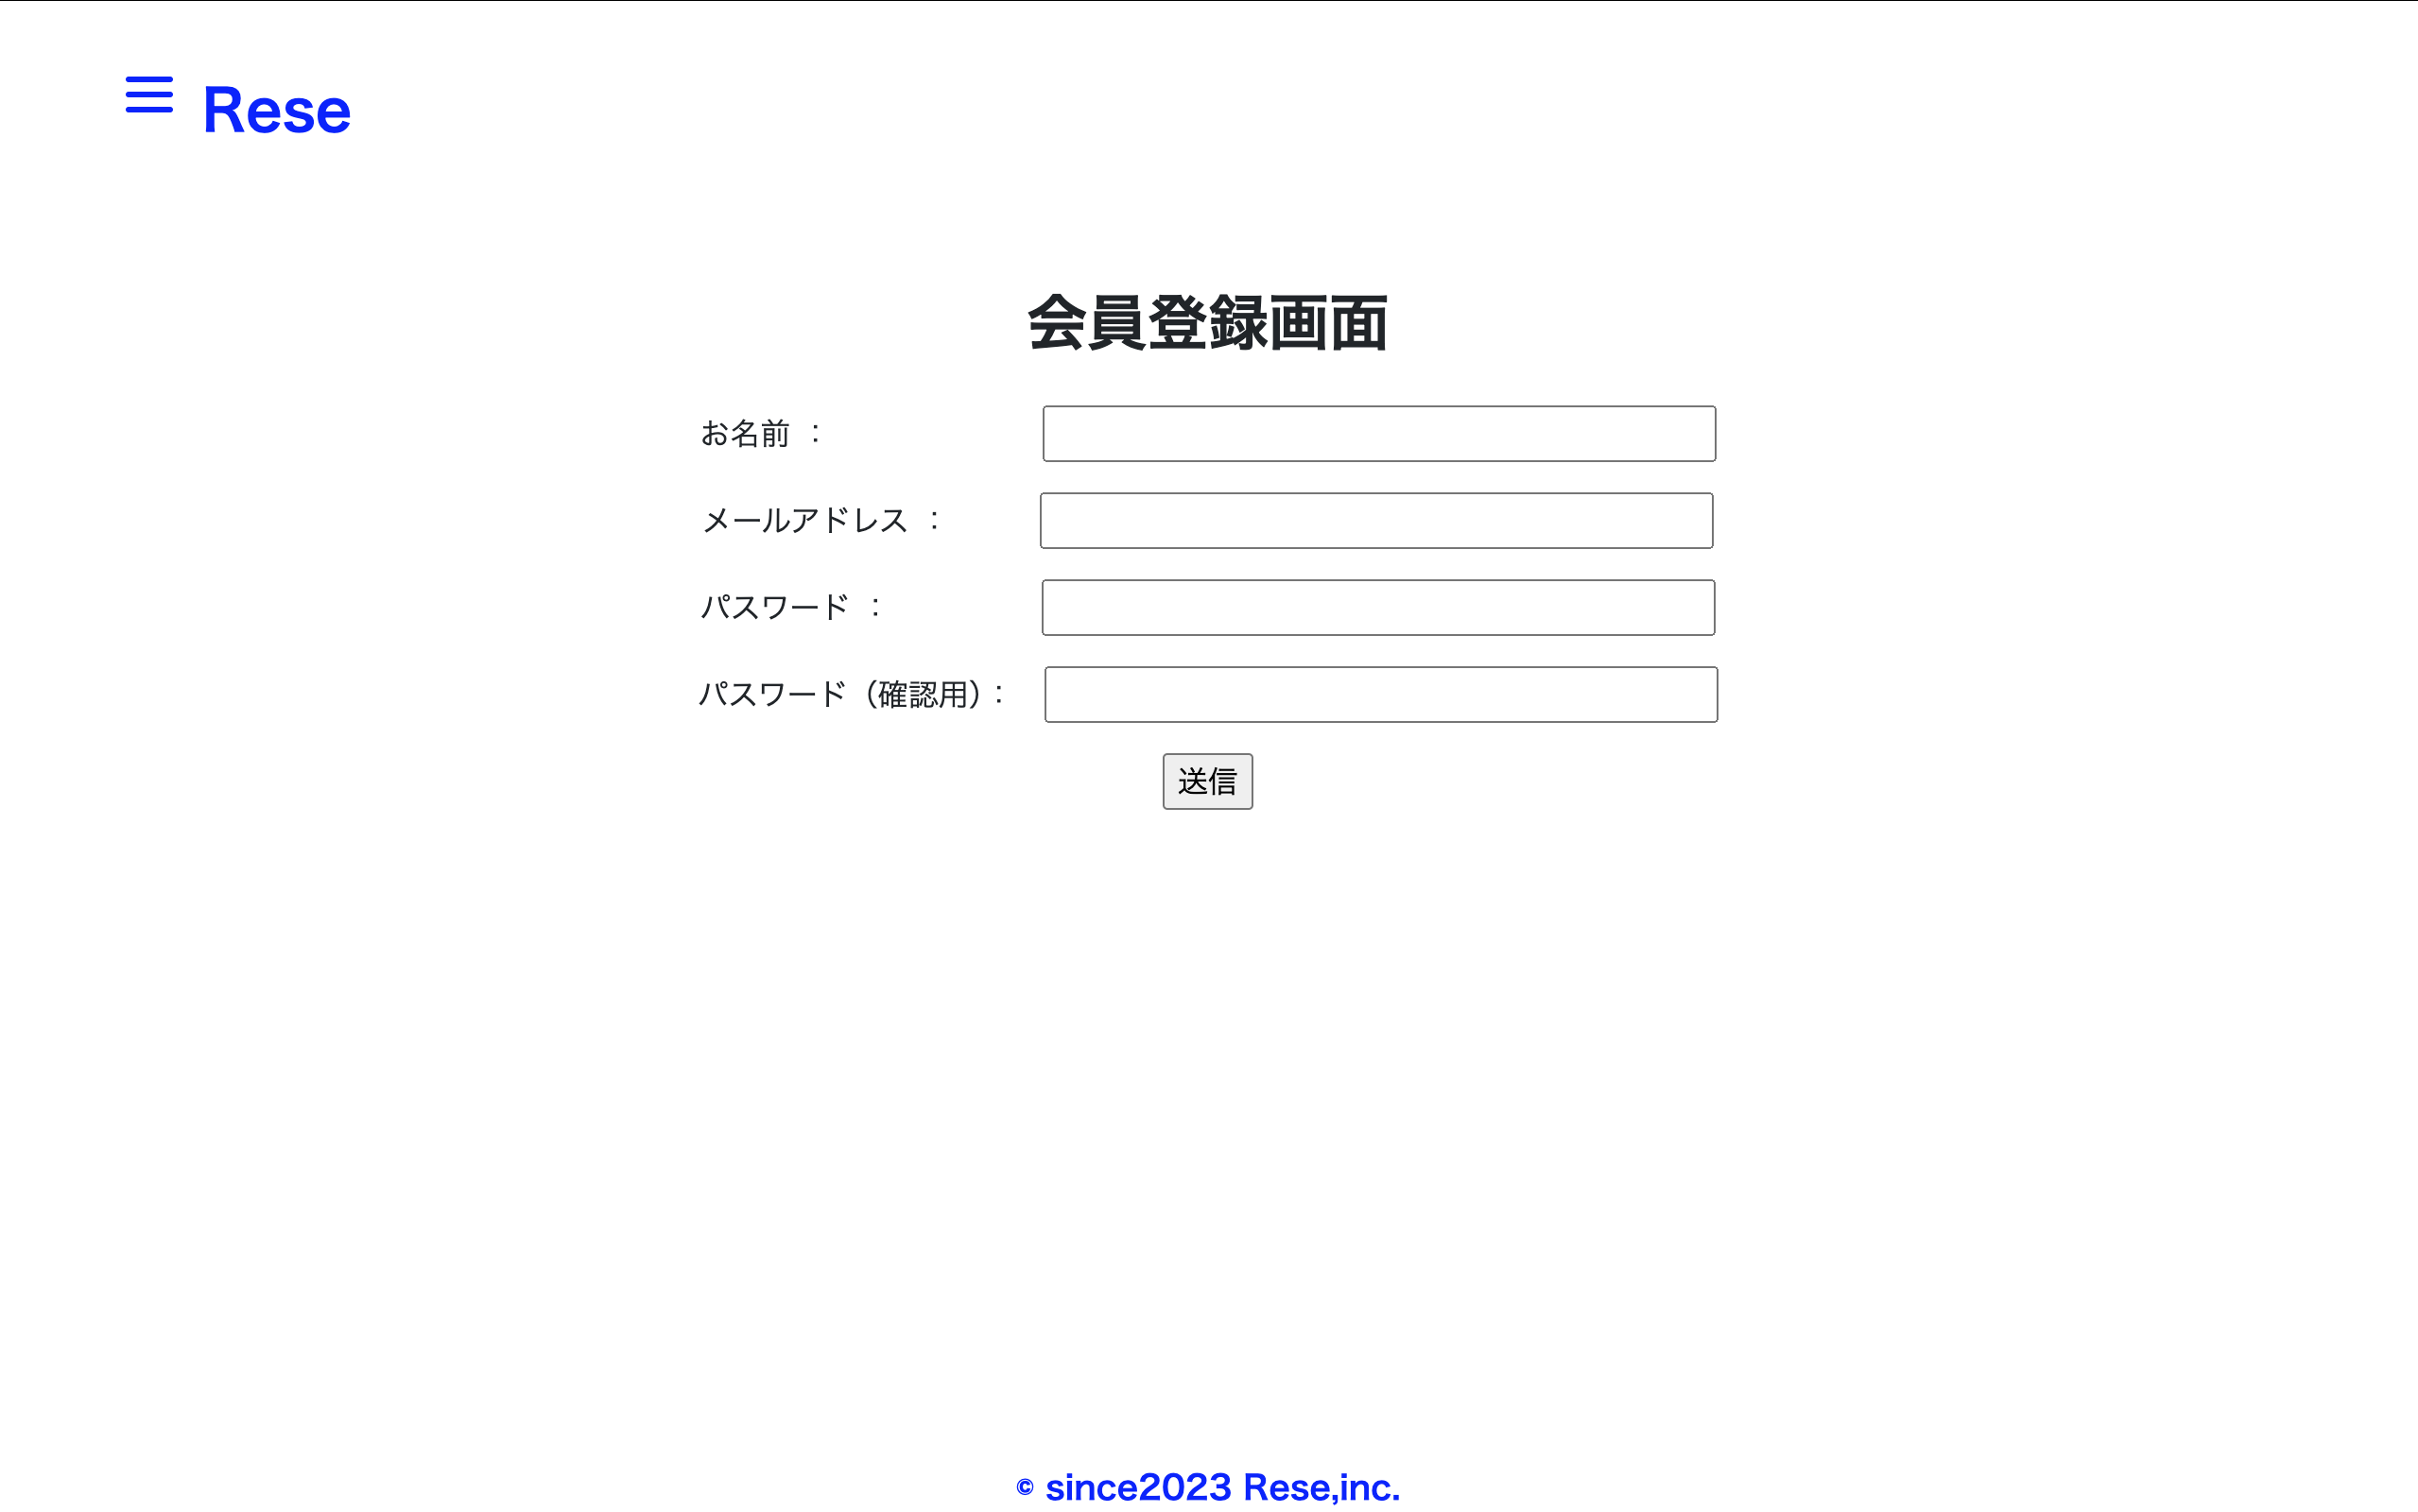 Rese
会員登録画面
お名前 ：
メールアドレス ：
パスワード ：
パスワード（確認用）：
送信
© since2023 Rese,inc.